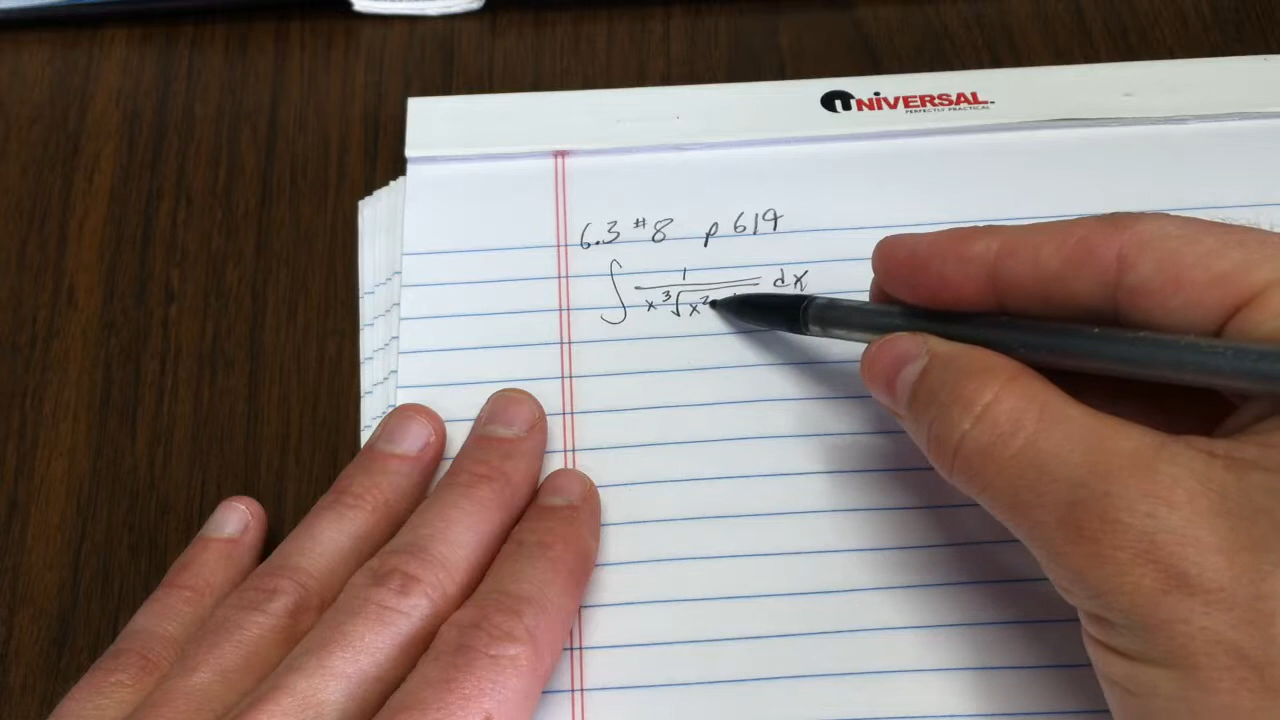 UNIVERSAL.
PERFECTLY PRACTICAL
6.3 #8 p 619
∫ 1 / x³√x² dx